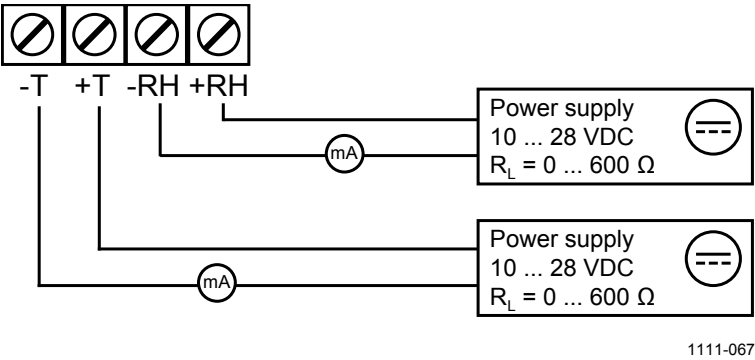 -T +T -RH +RH
Power supply
10 ... 28 VDC
R_L = 0 ... 600 Ω
mA
Power supply
10 ... 28 VDC
R_L = 0 ... 600 Ω
mA
1111-067